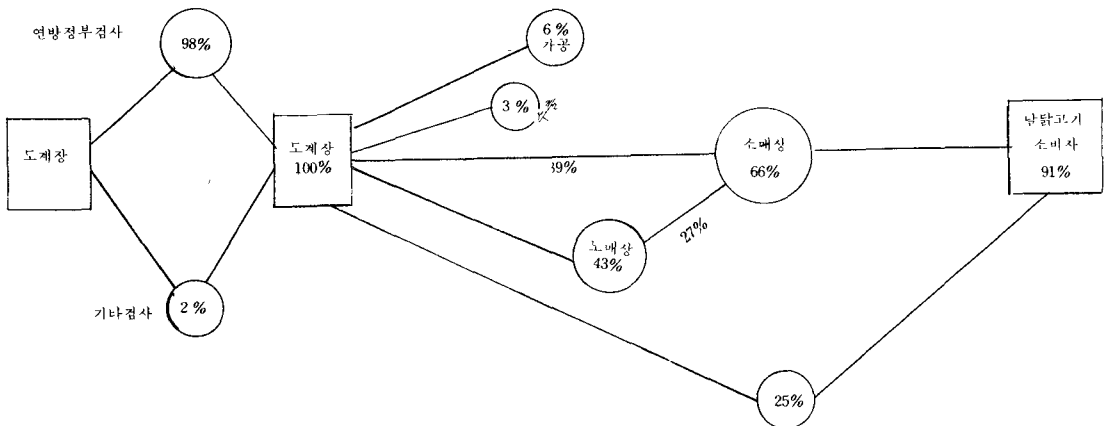 연방정부검사
98%
6%
가공
3%
도계장
도계장
100%
39%
소매상
66%
날닭고기
소비자
91%
27%
도매상
43%
기타검사
2%
25%